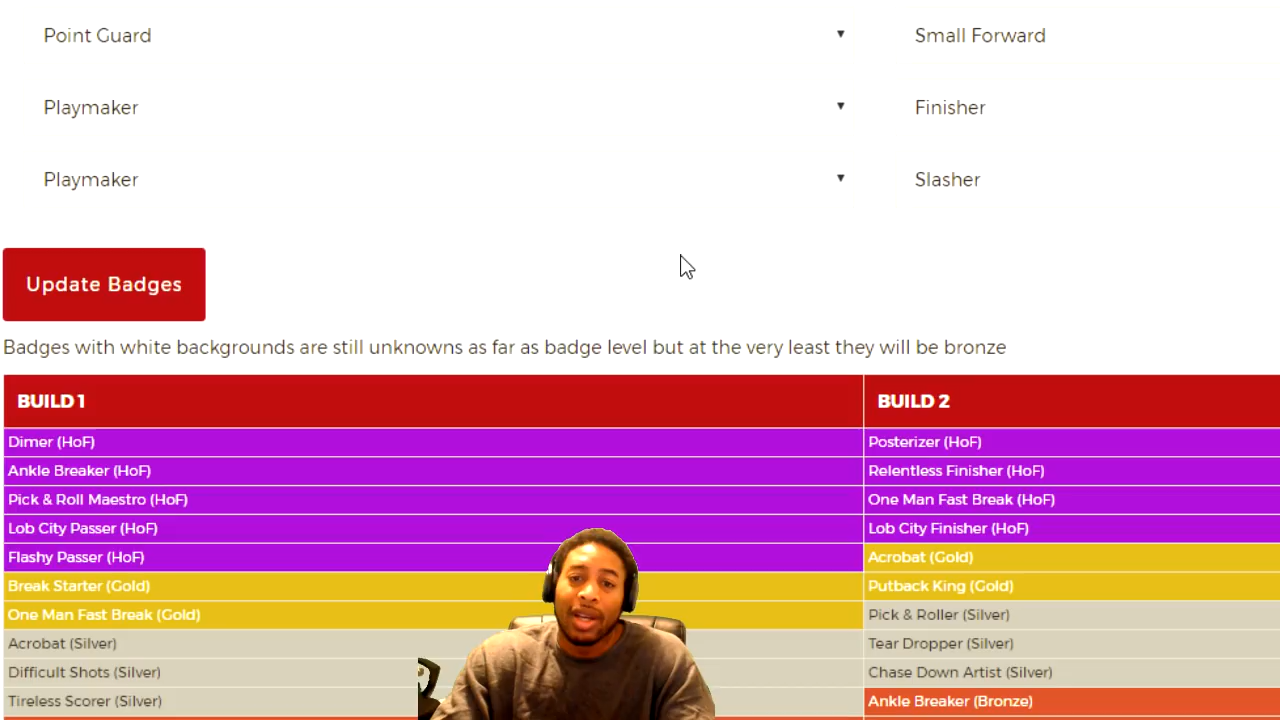 Point Guard ▼ Small Forward
Playmaker ▼ Finisher
Playmaker ▼ Slasher
Update Badges
Badges with white backgrounds are still unknowns as far as badge level but at the very least they will be bronze
BUILD 1 BUILD 2
Dimer (HoF) Posterizer (HoF)
Ankle Breaker (HoF) Relentless Finisher (HoF)
Pick & Roll Maestro (HoF) One Man Fast Break (HoF)
Lob City Passer (HoF) Lob City Finisher (HoF)
Flashy Passer (HoF) Acrobat (Gold)
Break Starter (Gold) Putback King (Gold)
One Man Fast Break (Gold) Pick & Roller (Silver)
Acrobat (Silver) Tear Dropper (Silver)
Difficult Shots (Silver) Chase Down Artist (Silver)
Tireless Scorer (Silver) Ankle Breaker (Bronze)